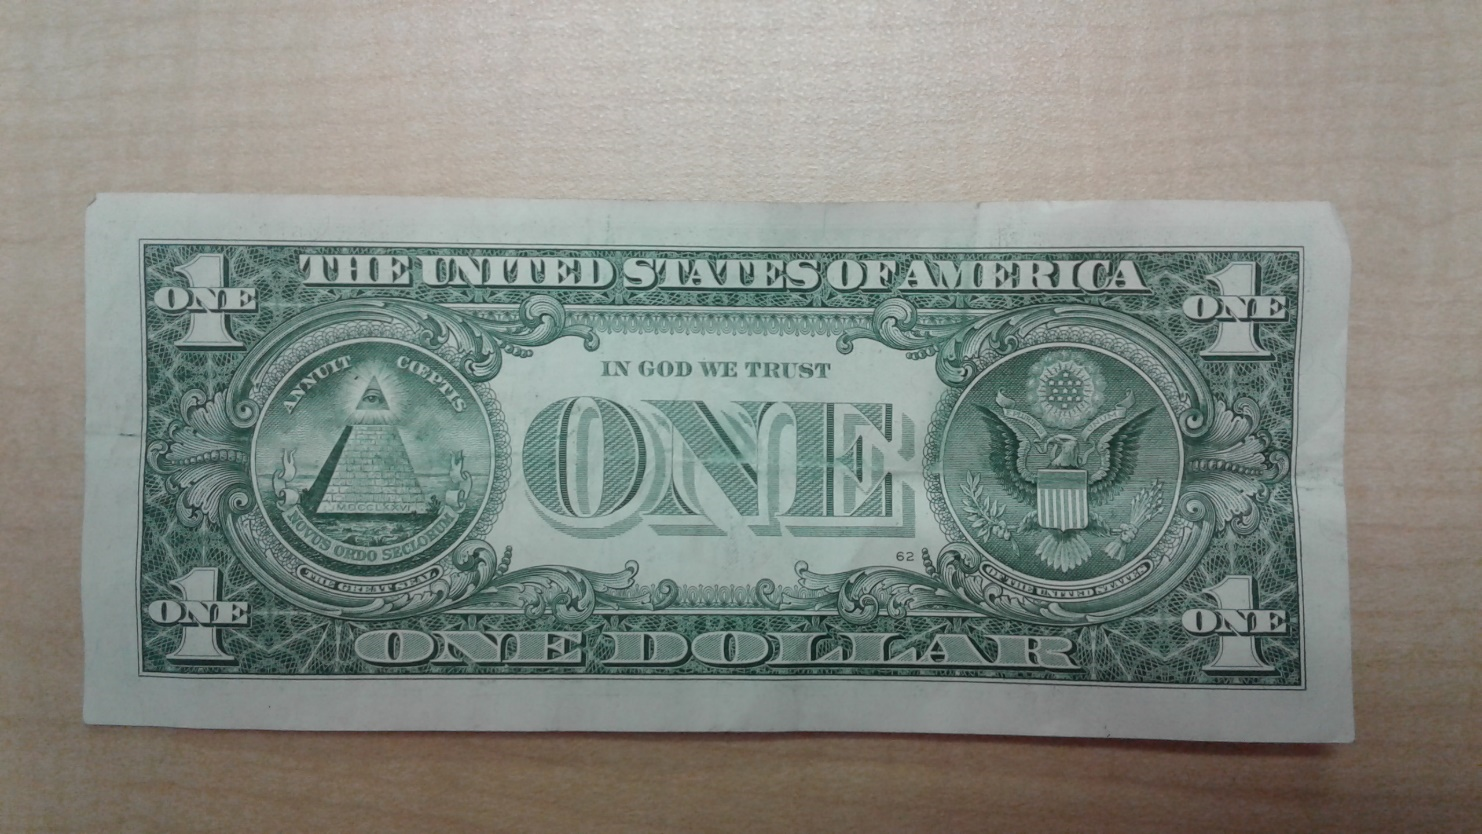 THE UNITED STATES OF AMERICA
1
ONE
1
ONE
ANNUIT CŒPTIS
IN GOD WE TRUST
ONE
MDCCLXXVI
NOVUS ORDO SECLORUM
THE GREAT SEAL
62
OF THE UNITED STATES
1
ONE
1
ONE
ONE DOLLAR